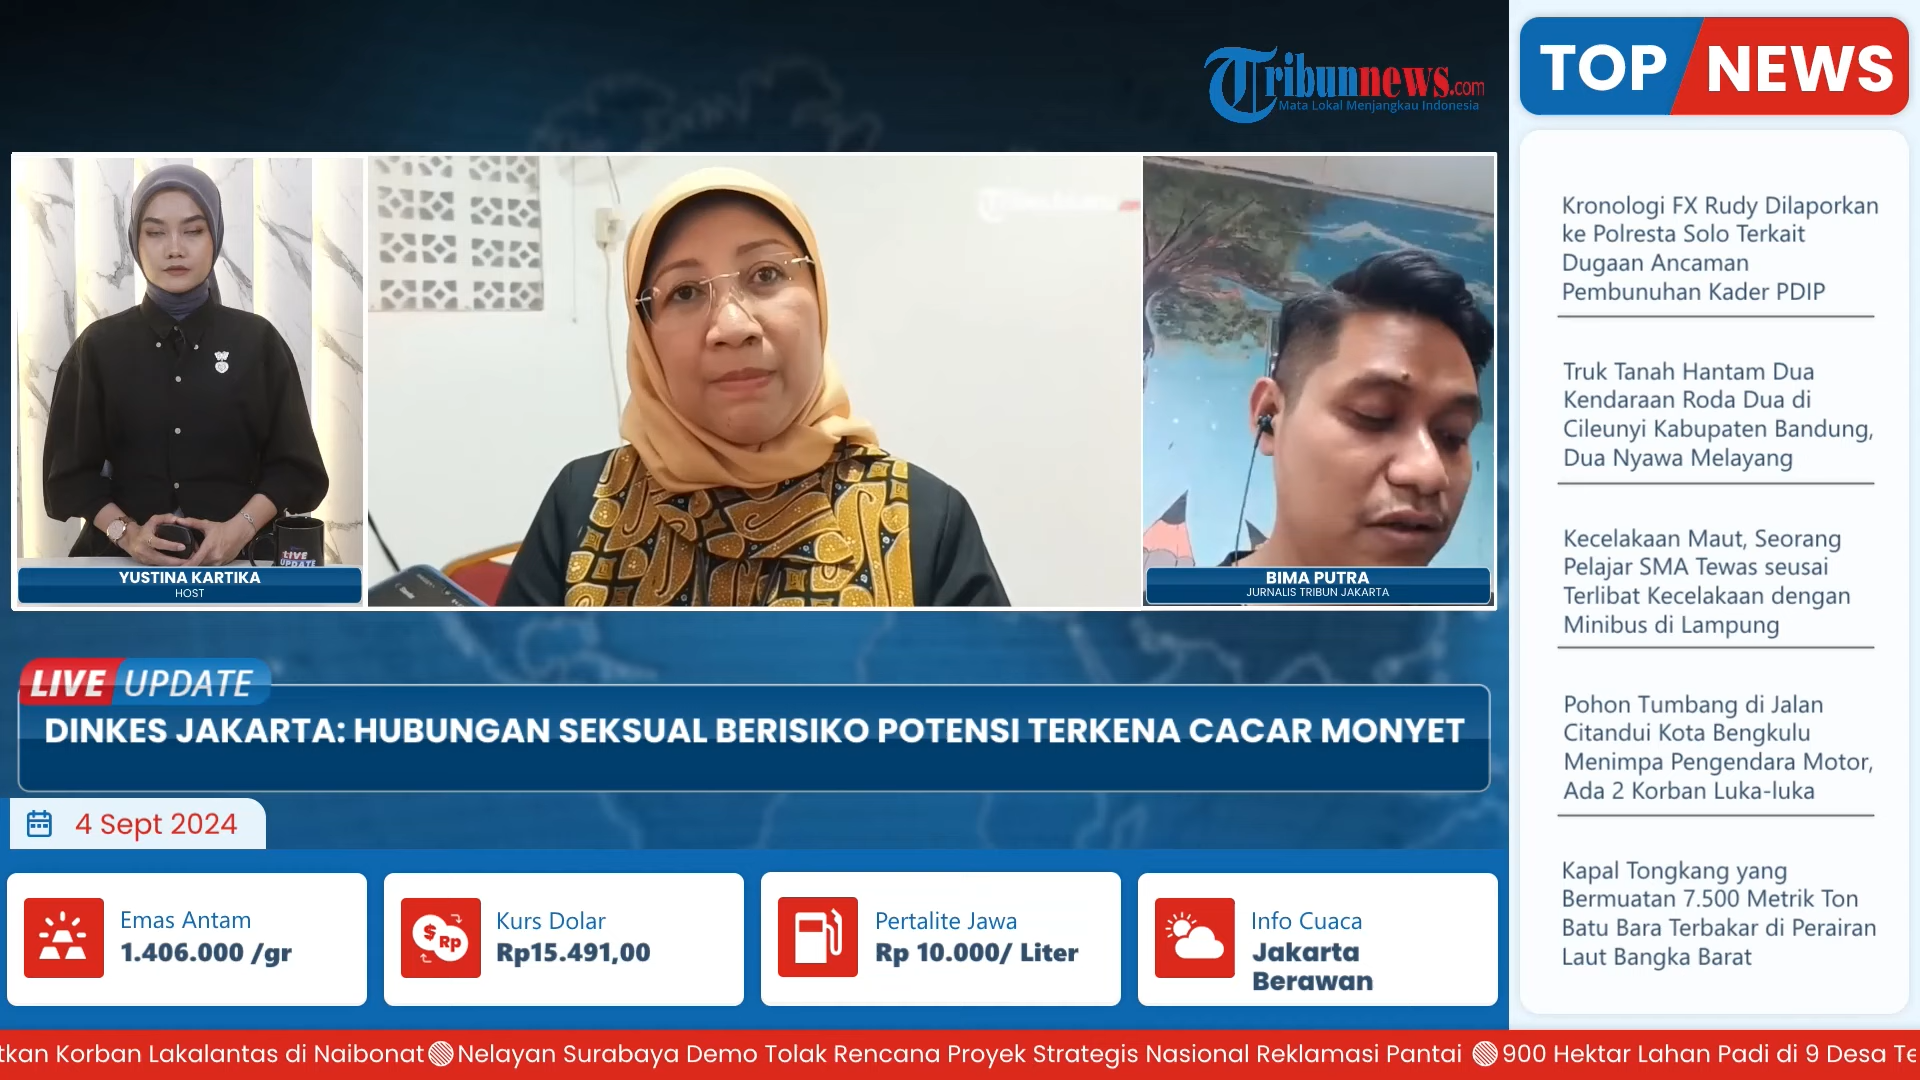 Tribunnews.com
Mata Lokal Menjangkau Indonesia
TOP NEWS
LIVE
UPDATE
YUSTINA KARTIKA
HOST
BIMA PUTRA
JURNALIS TRIBUN JAKARTA
LIVE UPDATE
DINKES JAKARTA: HUBUNGAN SEKSUAL BERISIKO POTENSI TERKENA CACAR MONYET
4 Sept 2024
Emas Antam
1.406.000 /gr
Kurs Dolar
Rp15.491,00
Pertalite Jawa
Rp 10.000/ Liter
Info Cuaca
Jakarta
Berawan
Kronologi FX Rudy Dilaporkan
ke Polresta Solo Terkait
Dugaan Ancaman
Pembunuhan Kader PDIP
Truk Tanah Hantam Dua
Kendaraan Roda Dua di
Cileunyi Kabupaten Bandung,
Dua Nyawa Melayang
Kecelakaan Maut, Seorang
Pelajar SMA Tewas seusai
Terlibat Kecelakaan dengan
Minibus di Lampung
Pohon Tumbang di Jalan
Citandui Kota Bengkulu
Menimpa Pengendara Motor,
Ada 2 Korban Luka-luka
Kapal Tongkang yang
Bermuatan 7.500 Metrik Ton
Batu Bara Terbakar di Perairan
Laut Bangka Barat
tkan Korban Lakalantas di Naibonat Nelayan Surabaya Demo Tolak Rencana Proyek Strategis Nasional Reklamasi Pantai 900 Hektar Lahan Padi di 9 Desa Te